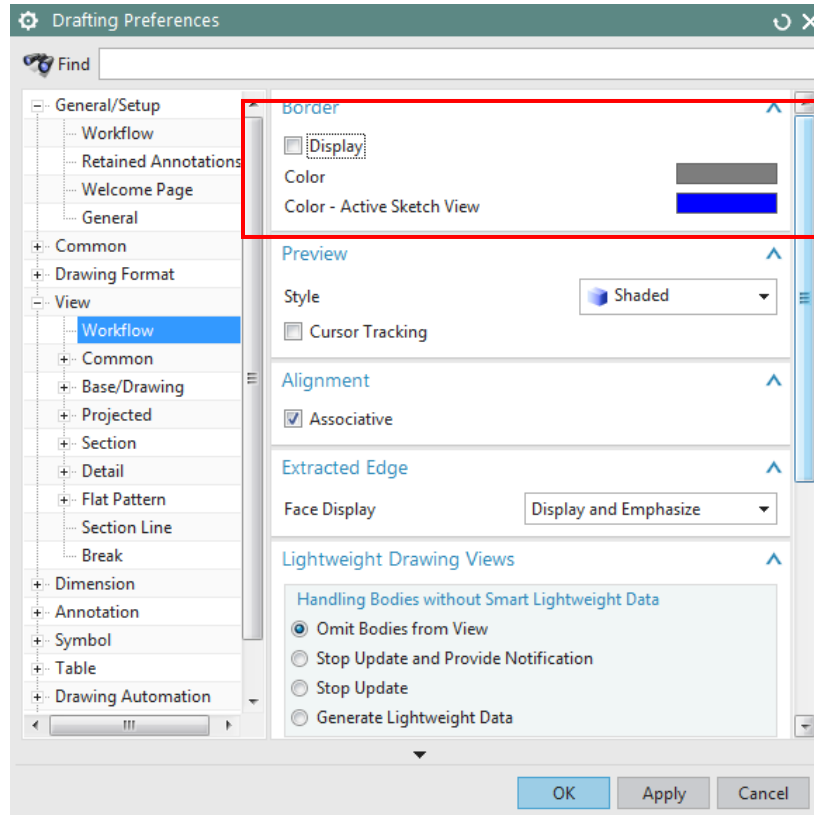 Drafting Preferences
Find
General/Setup
Workflow
Retained Annotations
Welcome Page
General
Common
Drawing Format
View
Workflow
Common
Base/Drawing
Projected
Section
Detail
Flat Pattern
Section Line
Break
Dimension
Annotation
Symbol
Table
Drawing Automation
Border
Display
Color
Color - Active Sketch View
Preview
Style Shaded
Cursor Tracking
Alignment
Associative
Extracted Edge
Face Display Display and Emphasize
Lightweight Drawing Views
Handling Bodies without Smart Lightweight Data
Omit Bodies from View
Stop Update and Provide Notification
Stop Update
Generate Lightweight Data
OK Apply Cancel